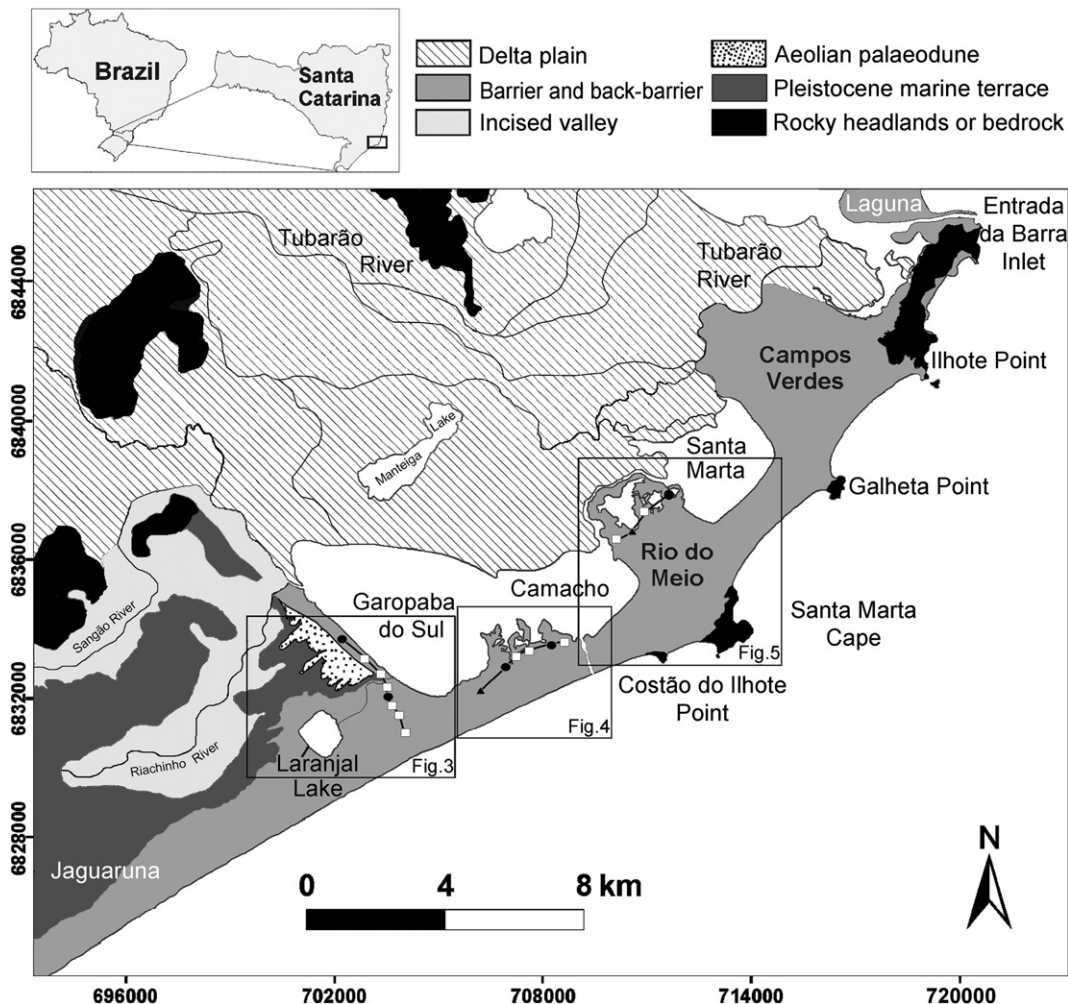 Brazil
Santa
Catarina
Delta plain
Barrier and back-barrier
Incised valley
Aeolian palaeodune
Pleistocene marine terrace
Rocky headlands or bedrock
Laguna
Entrada
da Barra
Inlet
Tubarão
River
Tubarão
River
Campos
Verdes
Ilhote Point
Manteiga Lake
Santa
Marta
Galheta Point
Rio do
Meio
Sangão River
Camacho
Garopaba
do Sul
Santa Marta
Cape
Fig.5
Costão do Ilhote
Point
Fig.4
Riachinho River
Laranjal
Lake
Fig.3
Jaguaruna
0 4 8 km
N
6844000
6840000
6836000
6832000
6828000
696000 702000 708000 714000 720000